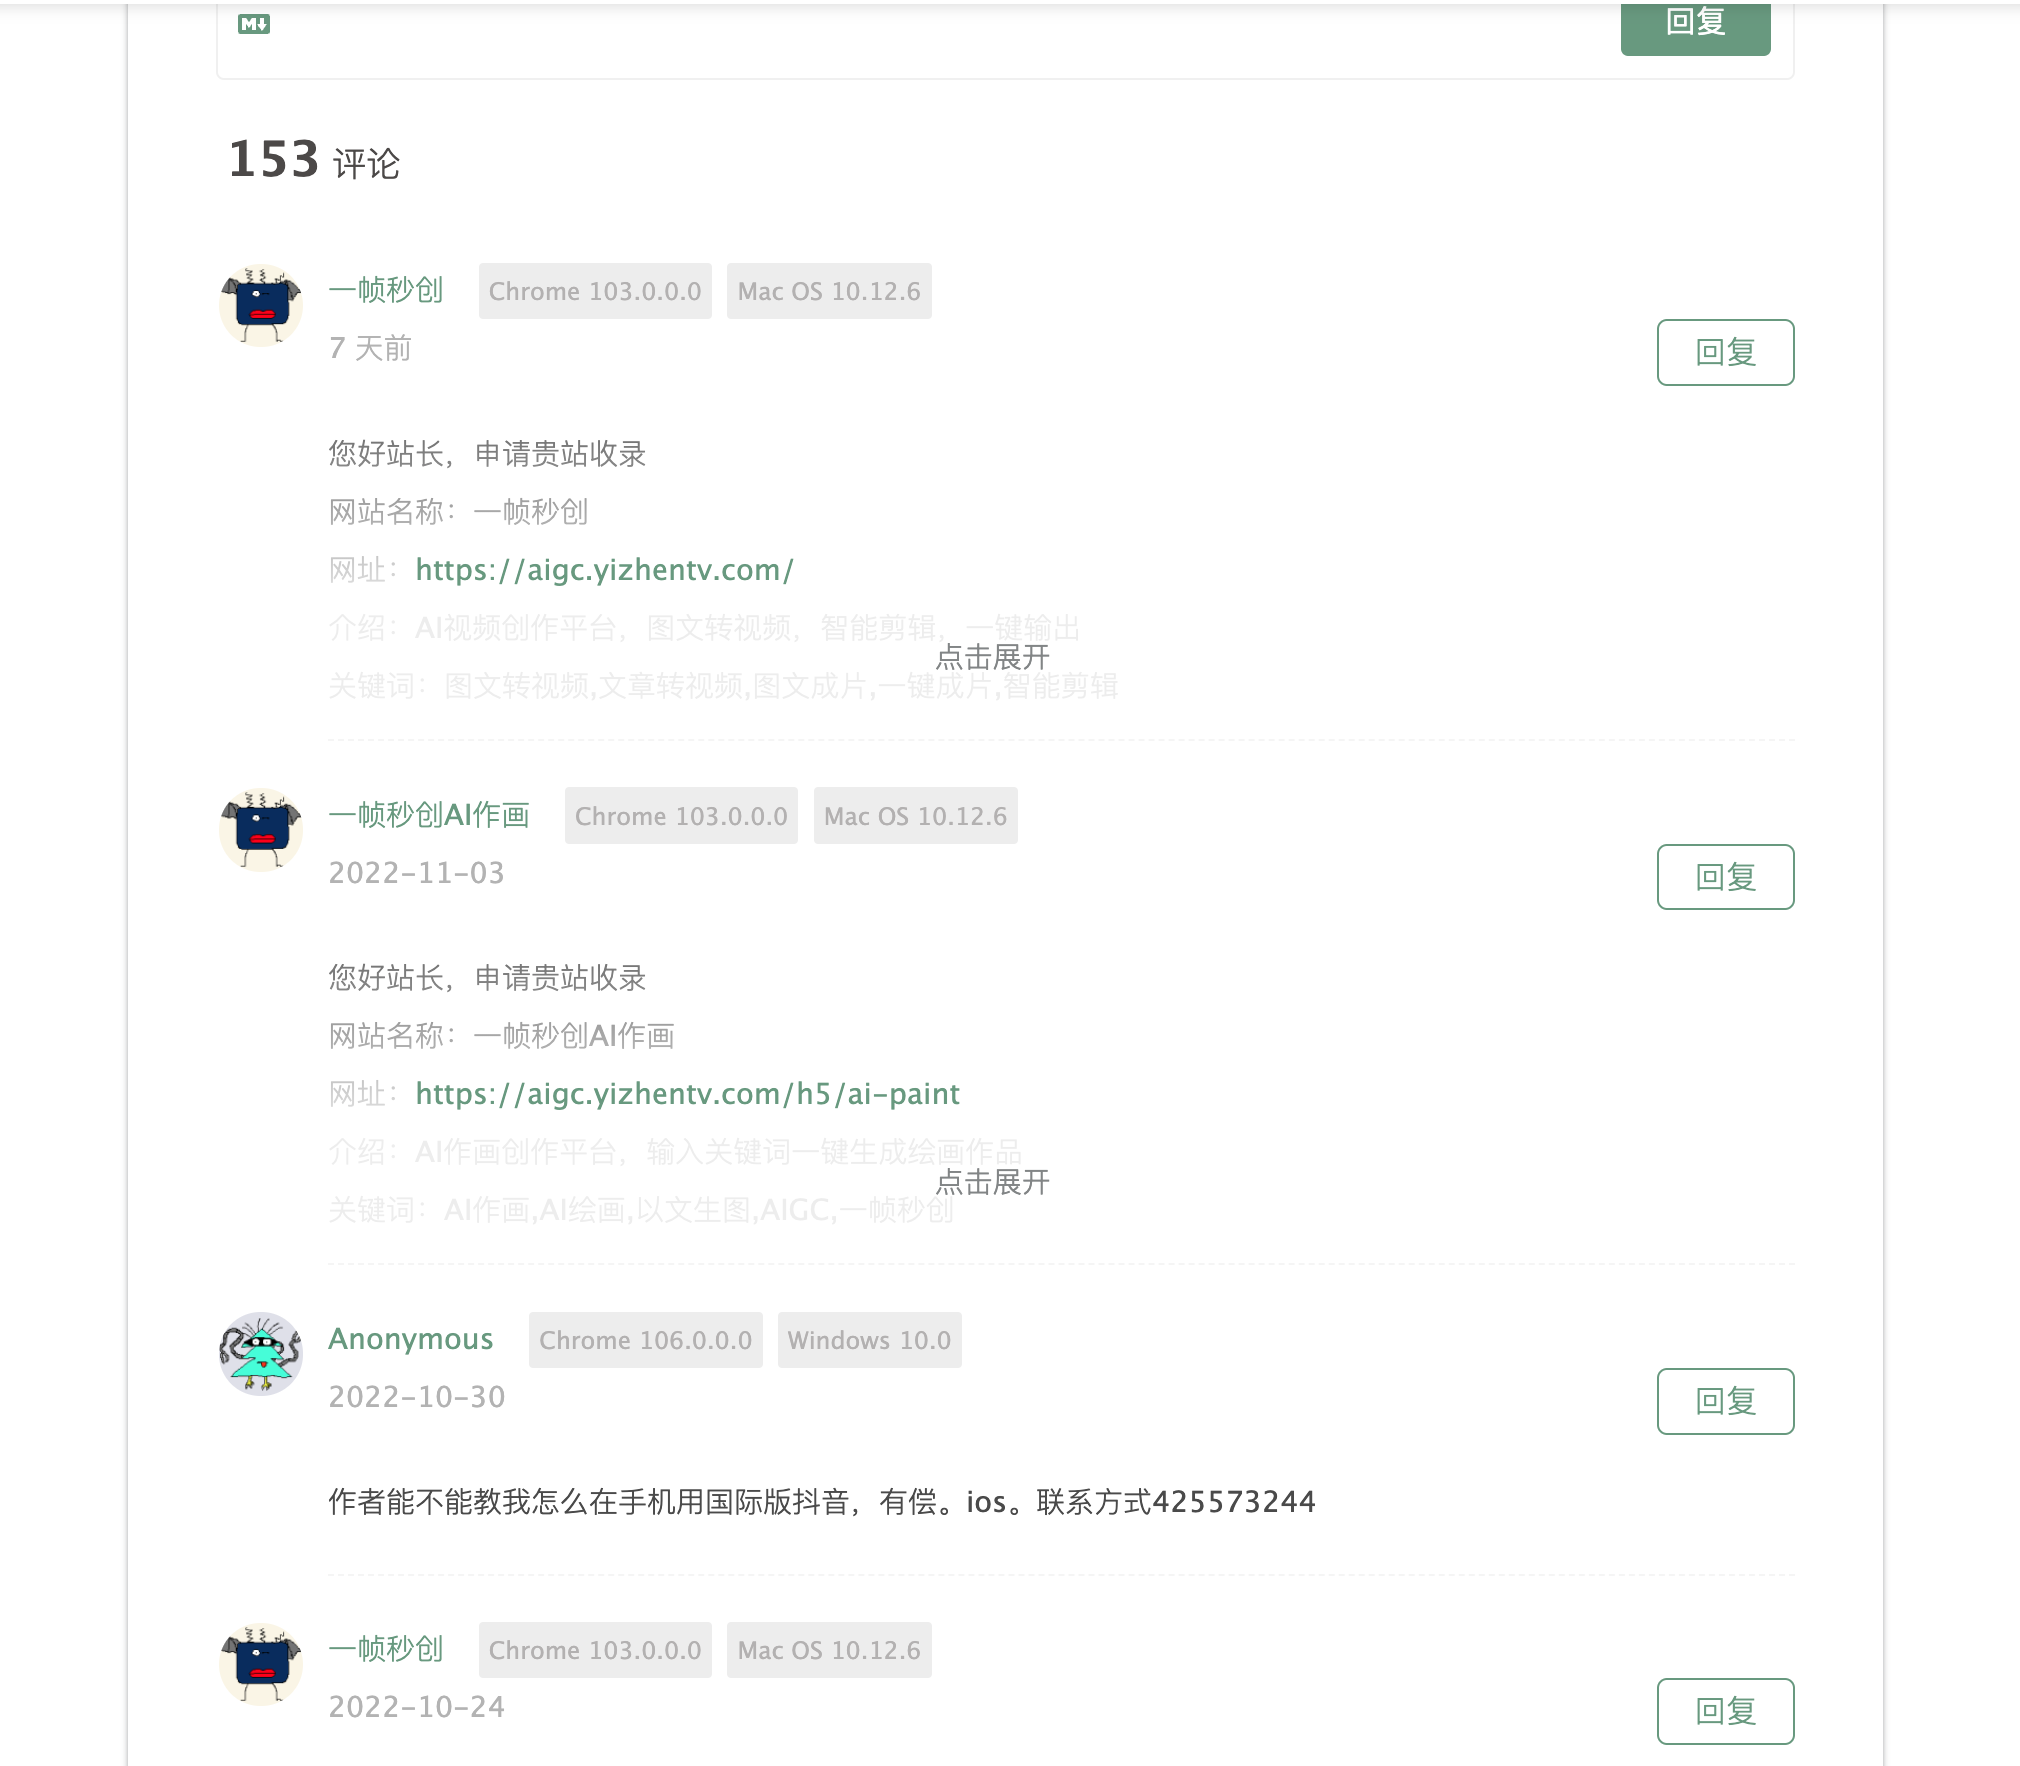 M↓
回复
153 评论
一帧秒创 Chrome 103.0.0.0 Mac OS 10.12.6
7 天前
回复
您好站长，申请贵站收录
网站名称：一帧秒创
网址：https://aigc.yizhentv.com/
介绍：AI视频创作平台，图文转视频，智能剪辑，一键输出
点击展开
关键词：图文转视频,文章转视频,图文成片,一键成片,智能剪辑
一帧秒创AI作画 Chrome 103.0.0.0 Mac OS 10.12.6
2022-11-03
回复
您好站长，申请贵站收录
网站名称：一帧秒创AI作画
网址：https://aigc.yizhentv.com/h5/ai-paint
介绍：AI作画创作平台，输入关键词一键生成绘画作品
点击展开
关键词：AI作画,AI绘画,以文生图,AIGC,一帧秒创
Anonymous Chrome 106.0.0.0 Windows 10.0
2022-10-30
回复
作者能不能教我怎么在手机用国际版抖音，有偿。ios。联系方式425573244
一帧秒创 Chrome 103.0.0.0 Mac OS 10.12.6
2022-10-24
回复